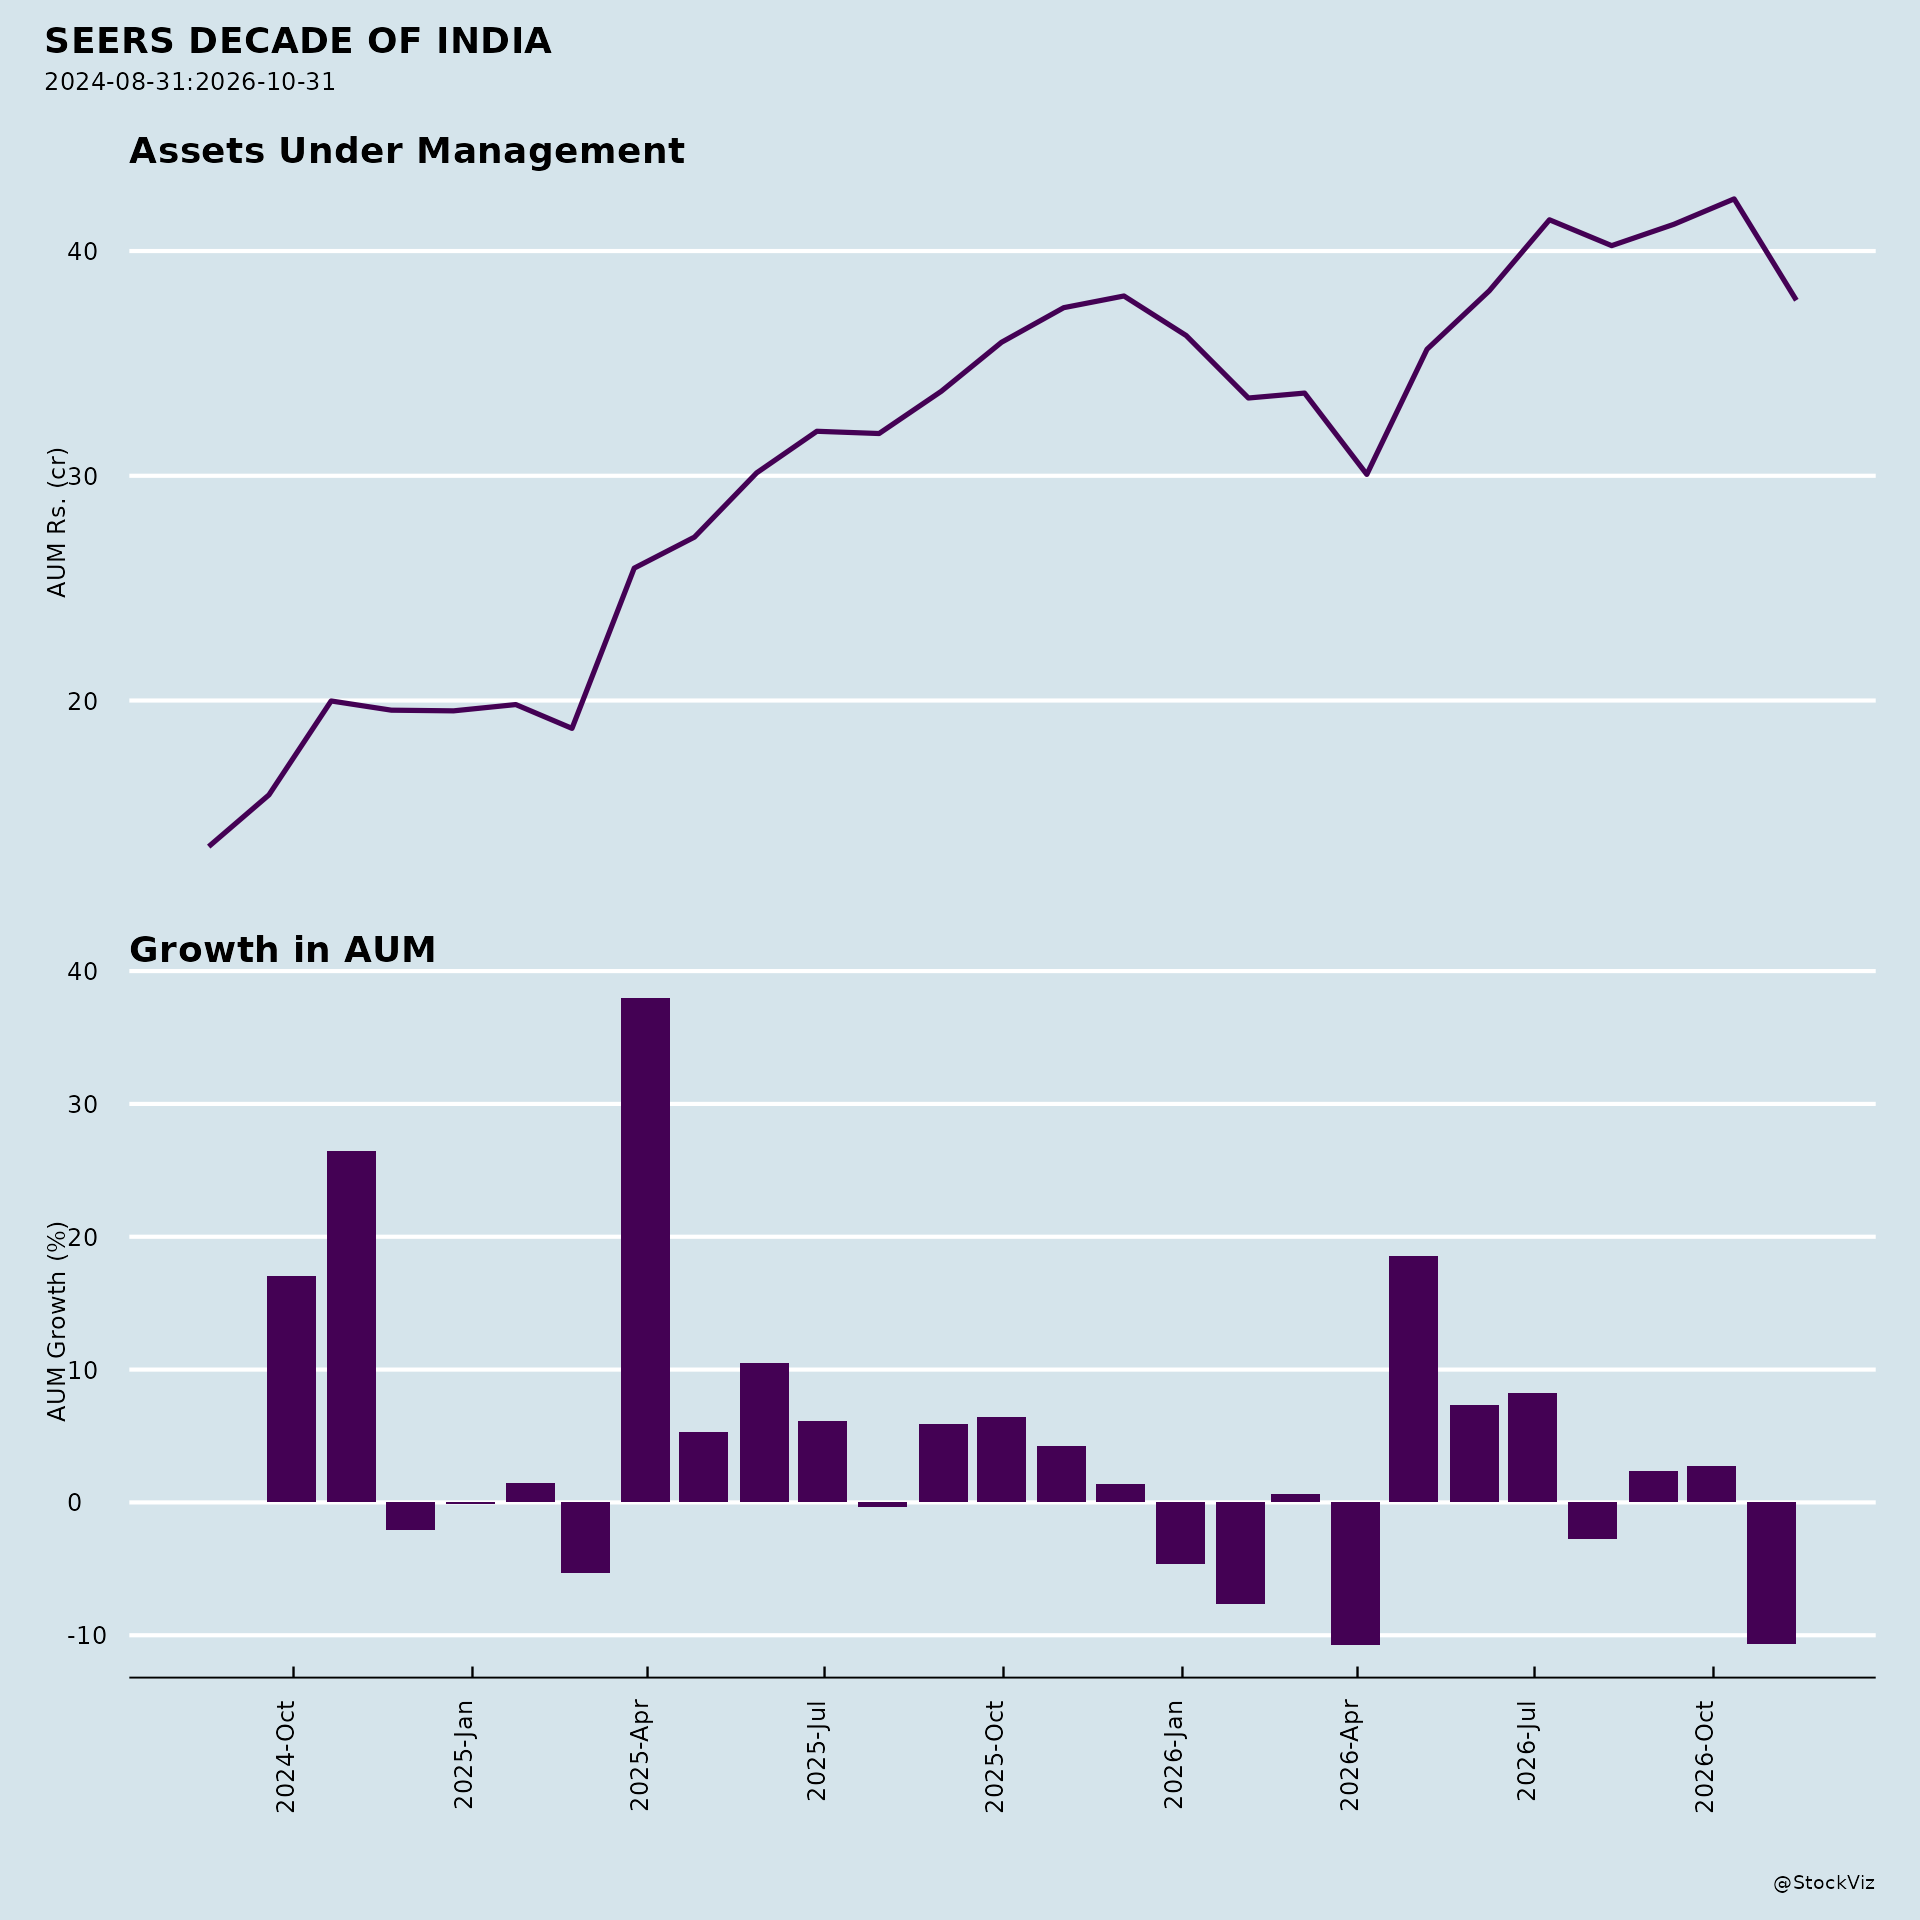 SEERS DECADE OF INDIA
2024-08-31:2026-10-31
Assets Under Management
40
30
20
AUM Rs. (cr)
Growth in AUM
40
30
20
10
0
-10
AUM Growth (%)
2024-Oct
2025-Jan
2025-Apr
2025-Jul
2025-Oct
2026-Jan
2026-Apr
2026-Jul
2026-Oct
@StockViz